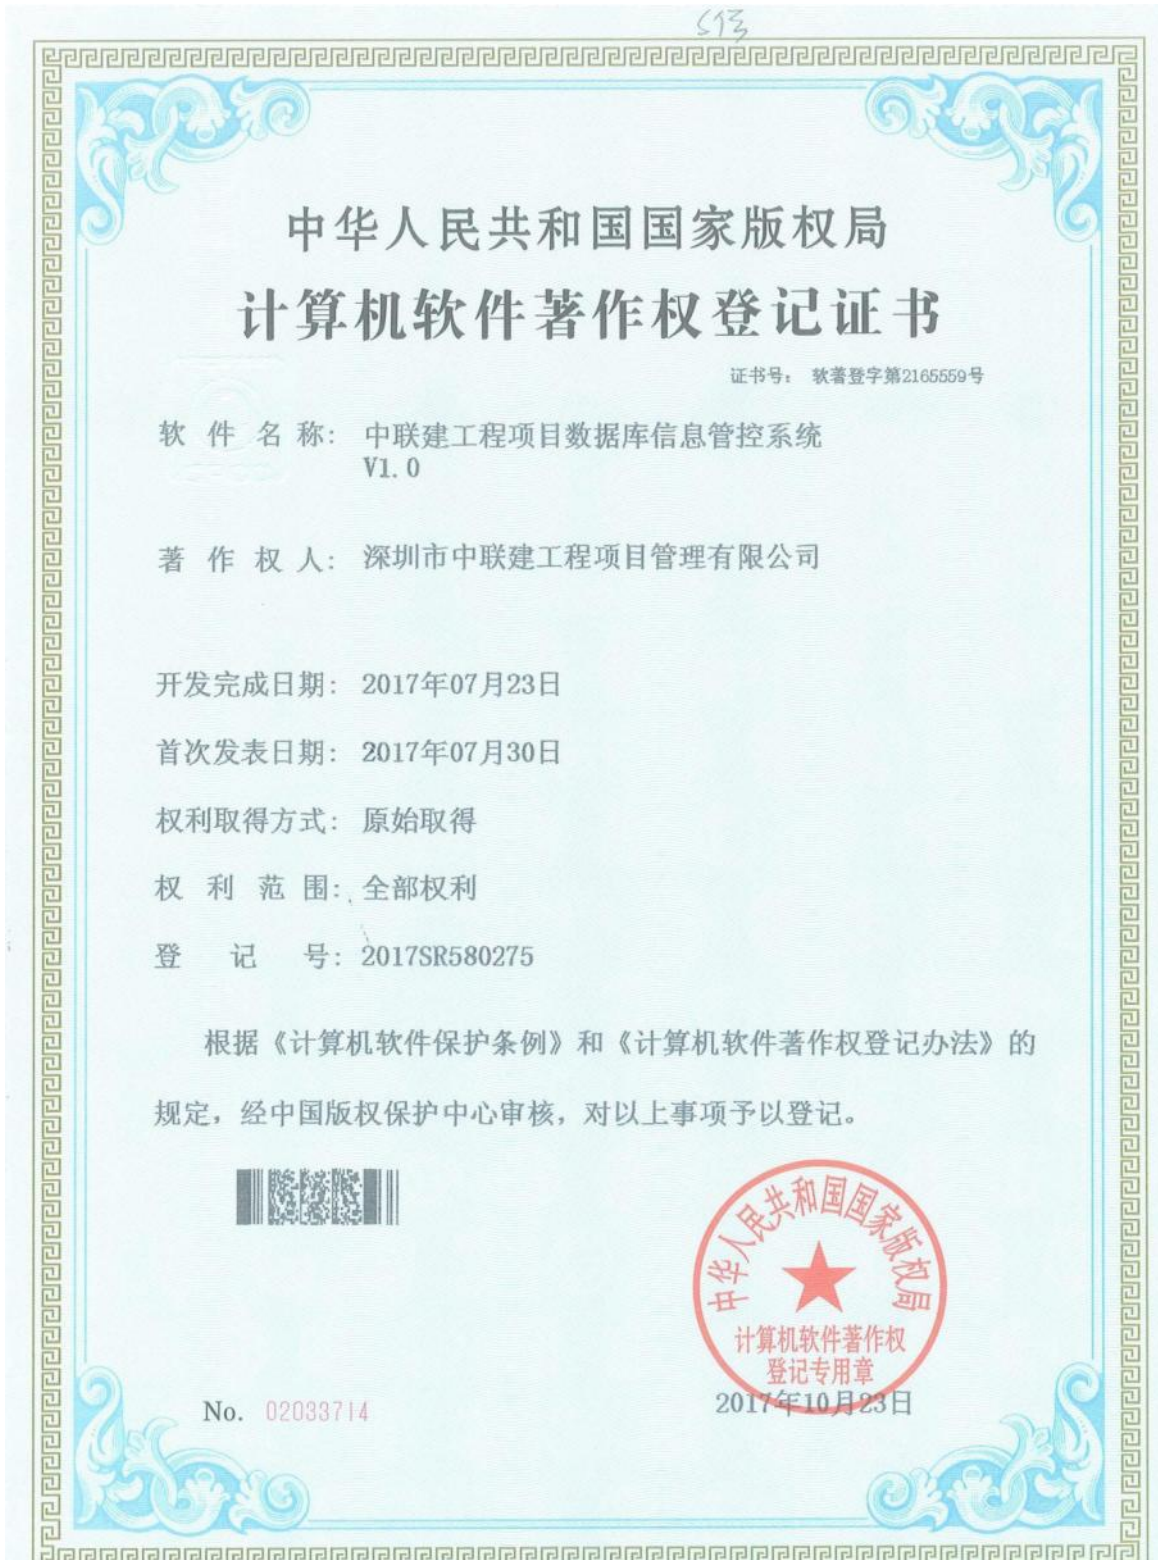 中华人民共和国国家版权局
计算机软件著作权登记证书
证书号： 软著登字第2165559号
软件名称： 中联建工程项目数据库信息管控系统
V1.0
著作权人： 深圳市中联建工程项目管理有限公司
开发完成日期： 2017年07月23日
首次发表日期： 2017年07月30日
权利取得方式： 原始取得
权利范围： 全部权利
登记号： 2017SR580275
根据《计算机软件保护条例》和《计算机软件著作权登记办法》的
规定，经中国版权保护中心审核，对以上事项予以登记。
中华人民共和国国家版权局
计算机软件著作权
登记专用章
2017年10月23日
No. 02033714